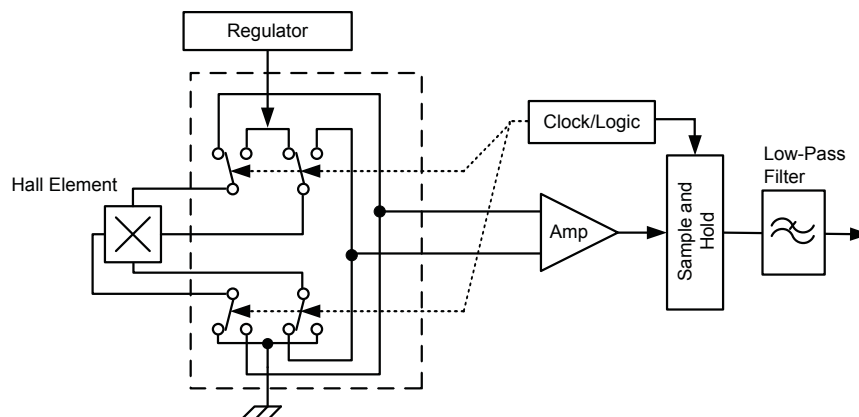 Regulator
Clock/Logic
Low-Pass
Filter
Hall Element
Amp
Sample and
Hold